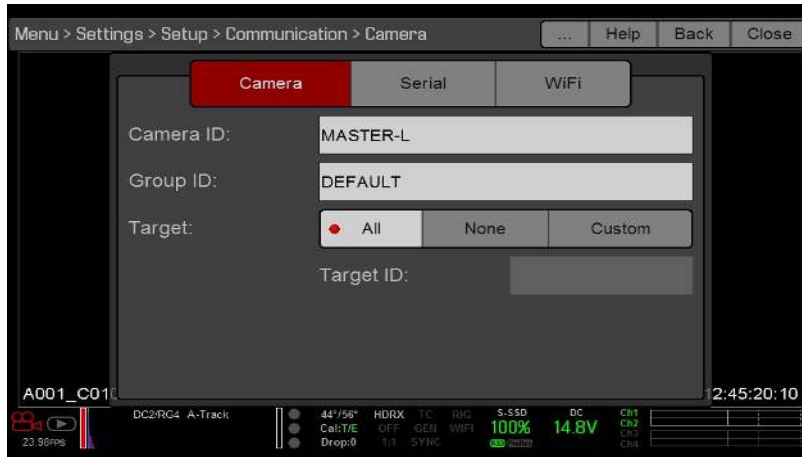 Menu > Settings > Setup > Communication > Camera ... Help Back Close
Camera Serial WiFi
Camera ID: MASTER-L
Group ID: DEFAULT
Target: All None Custom
Target ID:
A001_C01 2:45:20:10
DC2/RG4 A-Track 44°/56° HDRX TC RIG S-SSD DC Ch1
Cal:T/E OFF GEN WIFI 100% 14.8V Ch2
Ch3
23.98FPS Drop:0 1:1 SYNC Ch4